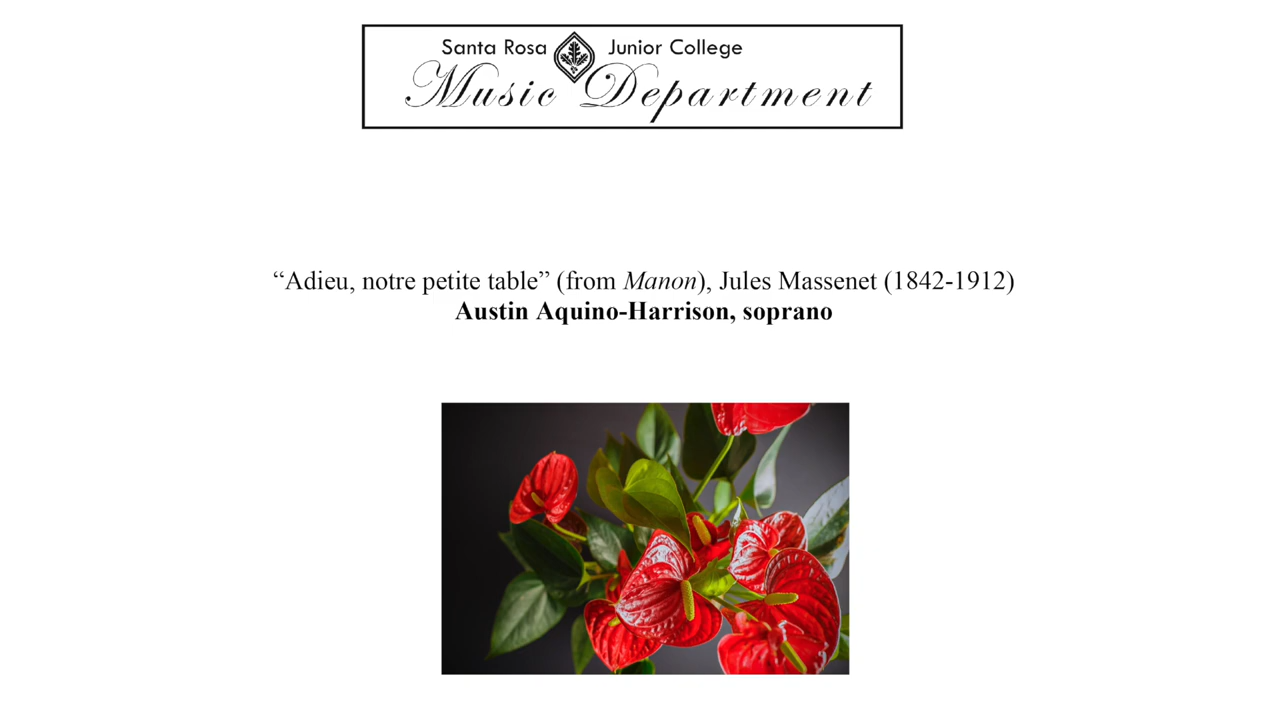 Santa Rosa Junior College
Music Department
“Adieu, notre petite table” (from Manon), Jules Massenet (1842-1912)
Austin Aquino-Harrison, soprano